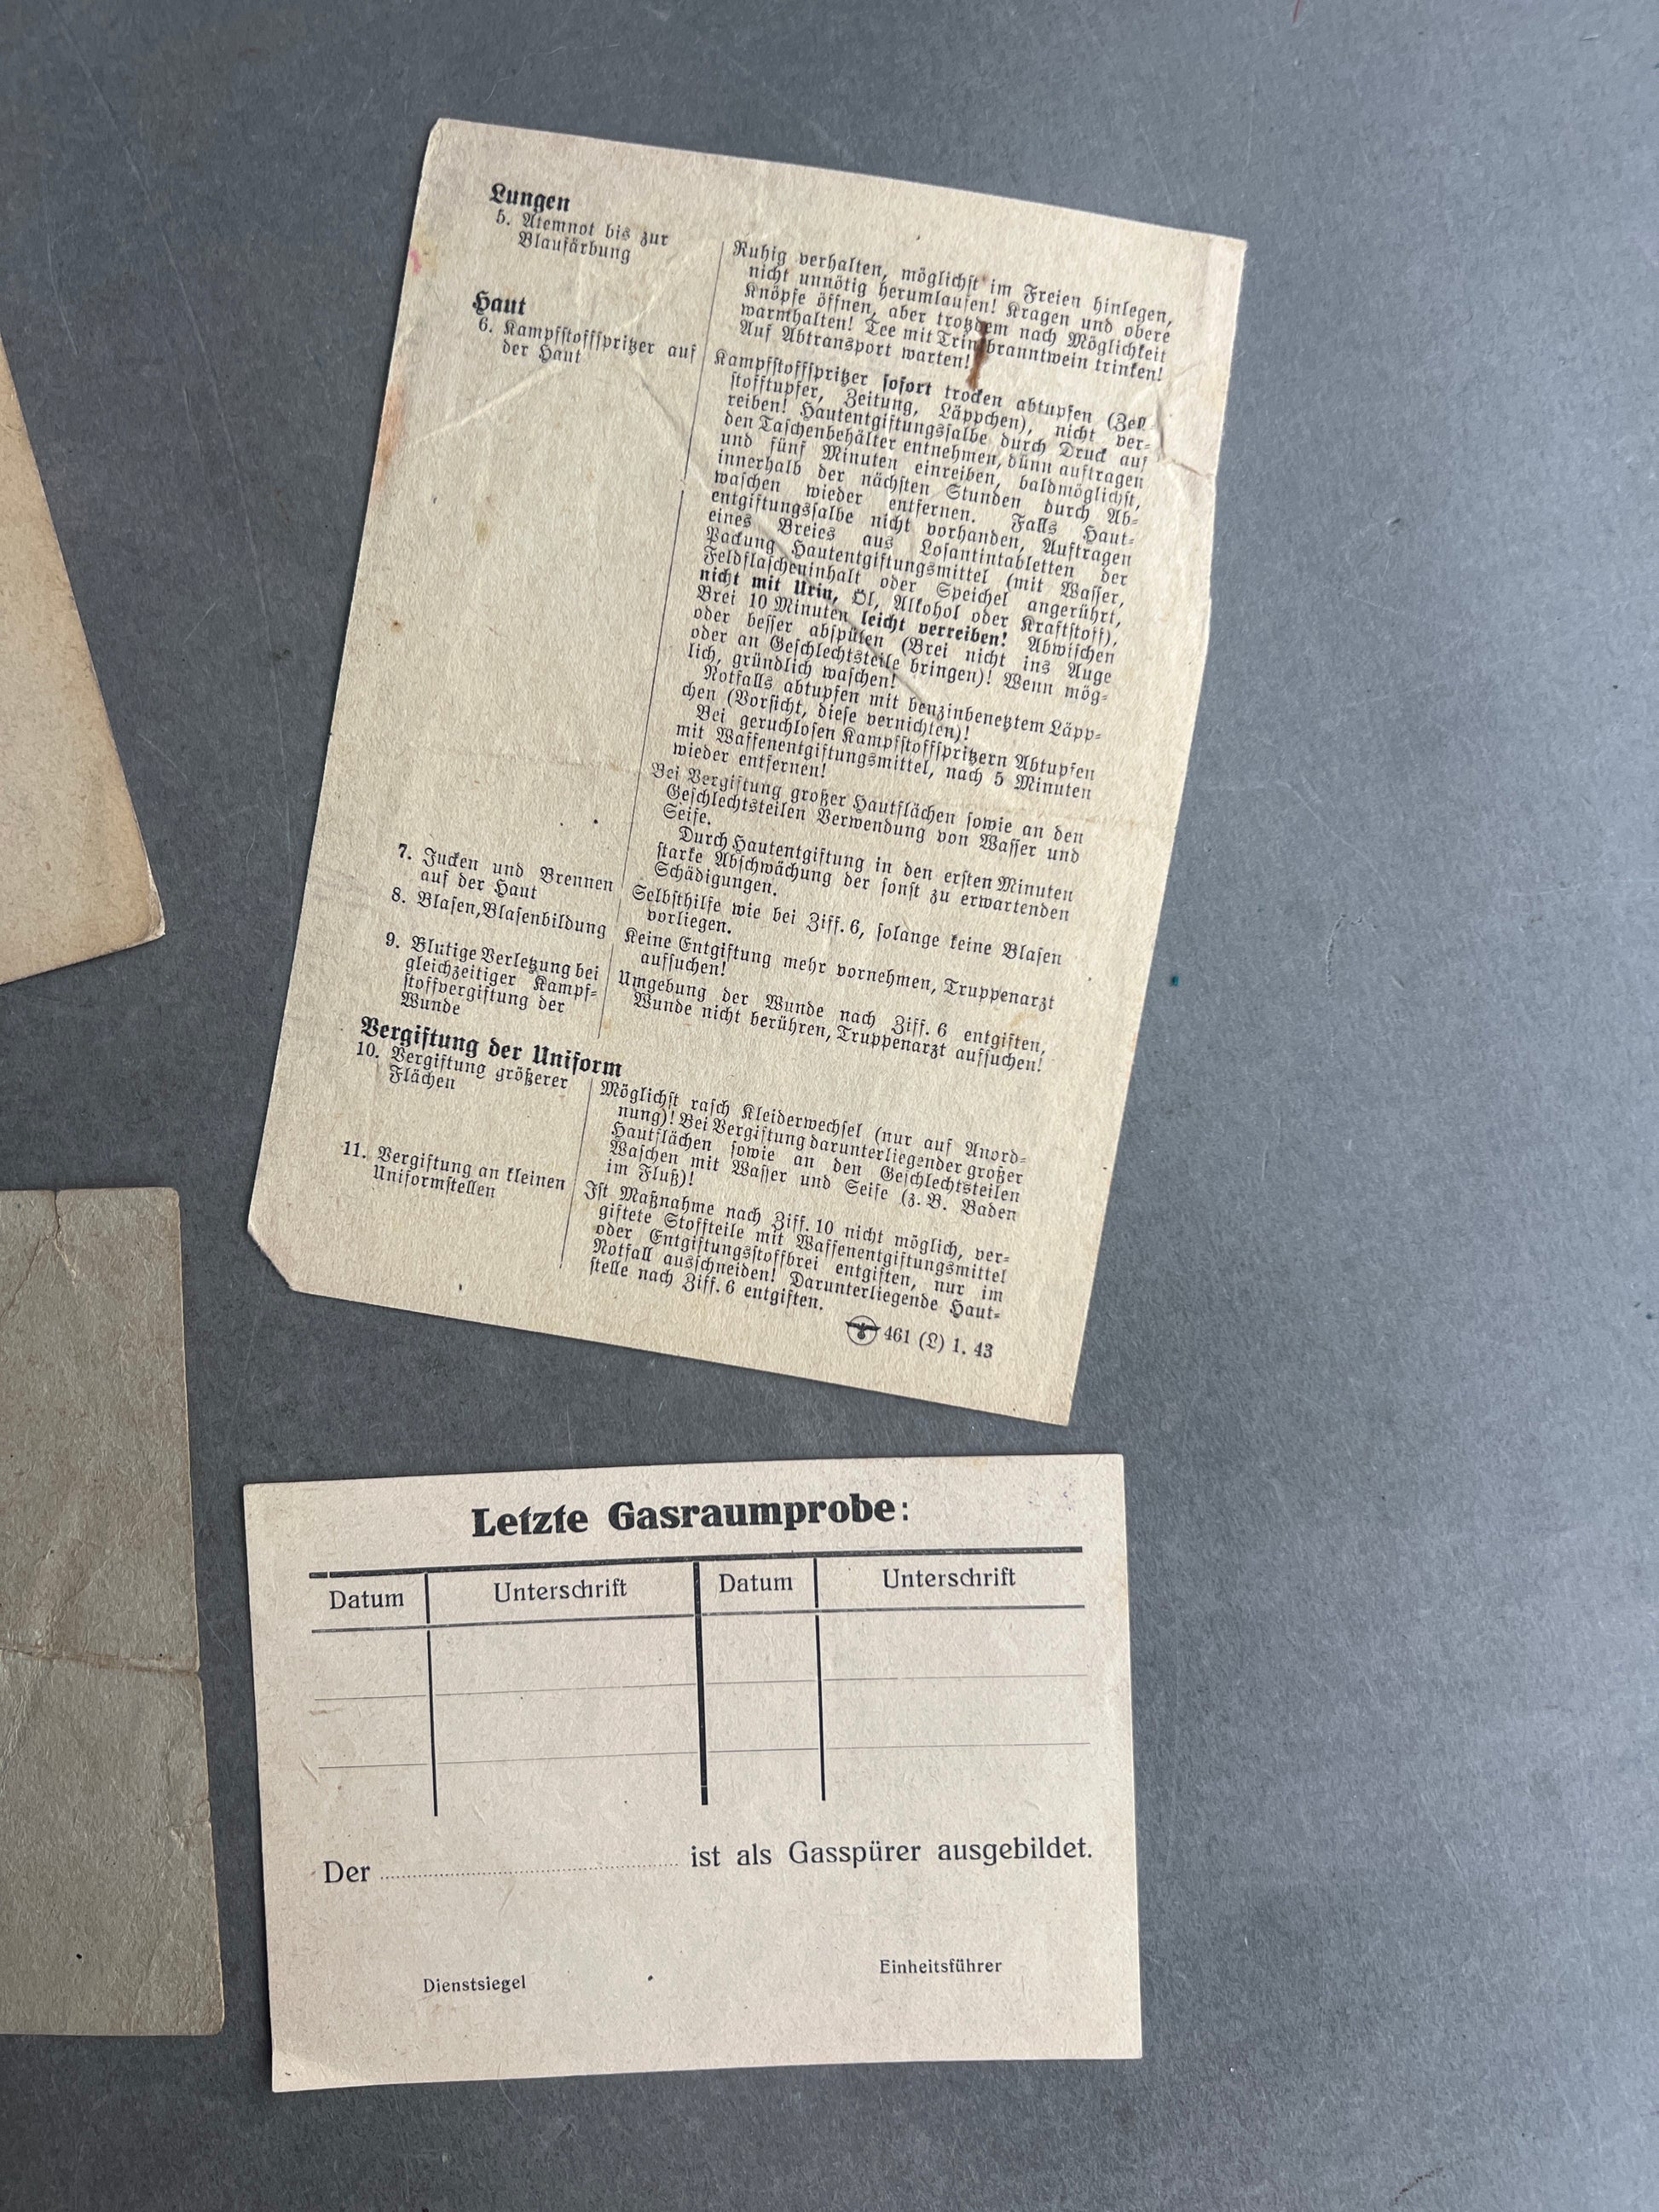 Lungen
5. Atemnot bis zur
Blaufärbung
Ruhig verhalten, möglichst im Freien hinlegen,
nicht unnötig herumlaufen! Kragen und obere
Knöpfe öffnen, aber trotzdem nach Möglichkeit
warmhalten! Tee mit Trinkbranntwein trinken!
Auf Abtransport warten!
Haut
6. Kampfstoffspritzer auf
der Haut
Kampfstoffspritzer sofort trocken abtupfen (Zell-
stofftupfer, Zeitung, Läppchen), nicht ver-
reiben! Hautentgiftungssalbe durch Druck auf
den Taschenbehälter entnehmen, dünn auftragen
und fünf Minuten einreiben, baldmöglichst,
innerhalb der nächsten Stunden durch Ab-
waschen wieder entfernen. Falls Haut-
entgiftungssalbe nicht vorhanden, Auftragen
eines Breies aus Losantintabletten der
Packung Hautentgiftungsmittel (mit Wasser,
Feldflascheninhalt oder Speichel angerührt,
nicht mit Urin, Öl, Alkohol oder Kraftstoff),
Brei 10 Minuten leicht verreiben! Abwischen
oder besser abspülen (Brei nicht ins Auge
oder an Geschlechtsteile bringen)! Wenn mög-
lich, gründlich waschen!
Notfalls abtupfen mit benzinbenetztem Läpp-
chen (Vorsicht, diese vernichten)!
Bei geruchlosen Kampfstoffspritzern Abtupfen
mit Waffenentgiftungsmittel, nach 5 Minuten
wieder entfernen!
Bei Vergiftung großer Hautflächen sowie an den
Geschlechtsteilen Verwendung von Wasser und
Seife.
Durch Hautentgiftung in den ersten Minuten
starke Abschwächung der sonst zu erwartenden
Schädigungen.
7. Jucken und Brennen
auf der Haut
Selbsthilfe wie bei Ziff. 6, solange keine Blasen
vorliegen.
8. Blasen, Blasenbildung
Keine Entgiftung mehr vornehmen, Truppenarzt
aufsuchen!
9. Blutige Verletzung bei
gleichzeitiger Kampf-
stoffvergiftung der
Wunde
Umgebung der Wunde nach Ziff. 6 entgiften,
Wunde nicht berühren, Truppenarzt aufsuchen!
Vergiftung der Uniform
10. Vergiftung größerer
Flächen
Möglichst rasch Kleiderwechsel (nur auf Anord-
nung)! Bei Vergiftung darunterliegender großer
Hautflächen sowie an den Geschlechtsteilen
Waschen mit Wasser und Seife (z. B. Baden
im Fluß)!
11. Vergiftung an kleinen
Uniformstellen
Ist Maßnahme nach Ziff. 10 nicht möglich, ver-
giftete Stoffteile mit Waffenentgiftungsmittel
oder Entgiftungsstoffbrei entgiften, nur im
Notfall ausschneiden! Darunterliegende Haut-
stelle nach Ziff. 6 entgiften.
461 (L) 1. 43
Letzte Gasraumprobe:
Datum Unterschrift Datum Unterschrift
Der ........................ ist als Gasspürer ausgebildet.
Dienstsiegel Einheitsführer